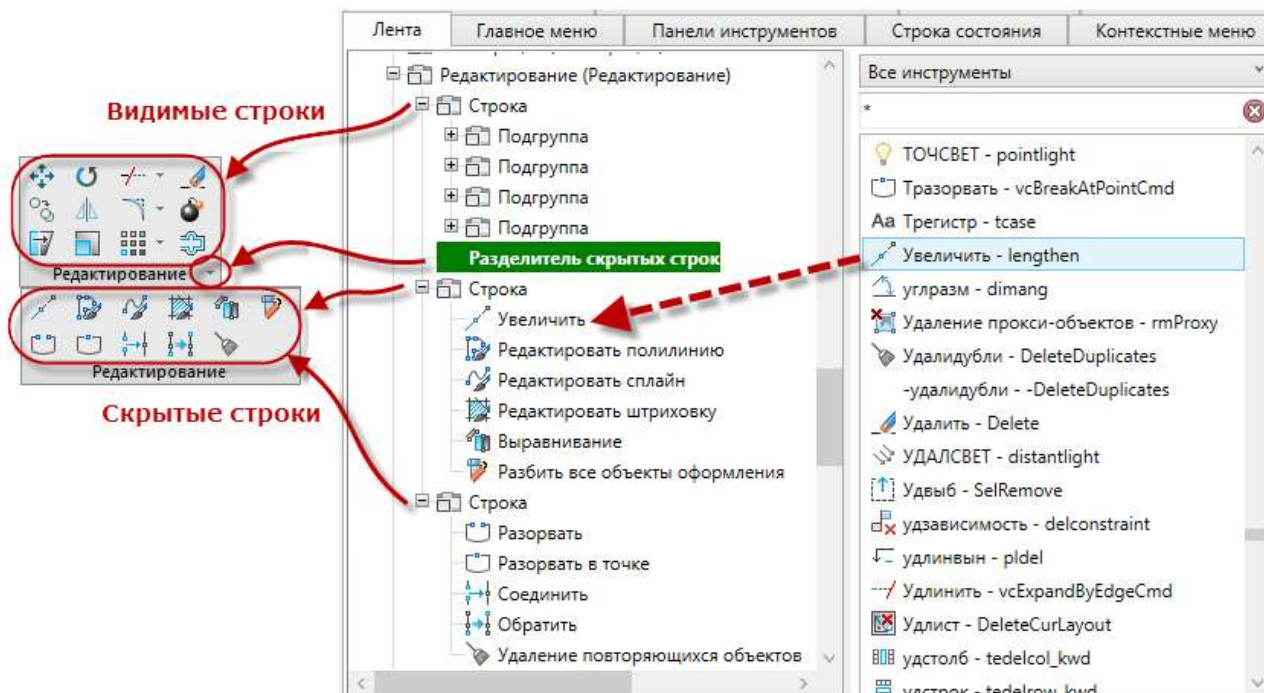 Лента
Главное меню
Панели инструментов
Строка состояния
Контекстные меню
Видимые строки
Редактирование
Редактирование
Скрытые строки
Редактирование (Редактирование)
Строка
Подгруппа
Подгруппа
Подгруппа
Подгруппа
Разделитель скрытых строк
Строка
Увеличить
Редактировать полилинию
Редактировать сплайн
Редактировать штриховку
Выравнивание
Разбить все объекты оформления
Строка
Разорвать
Разорвать в точке
Соединить
Обратить
Удаление повторяющихся объектов
Все инструменты
*
ТОЧСВЕТ - pointlight
Тразорвать - vcBreakAtPointCmd
Aa Трегистр - tcase
Увеличить - lengthen
углразм - dimang
Удаление прокси-объектов - rmProxy
Удалидубли - DeleteDuplicates
-удалидубли - -DeleteDuplicates
Удалить - Delete
УДАЛСВЕТ - distantlight
Удвыб - SelRemove
удзависимость - delconstraint
удлинвын - pldel
Удлинить - vcExpandByEdgeCmd
Удлист - DeleteCurLayout
удстолб - tedelcol_kwd
удстрок - tedelrow_kwd